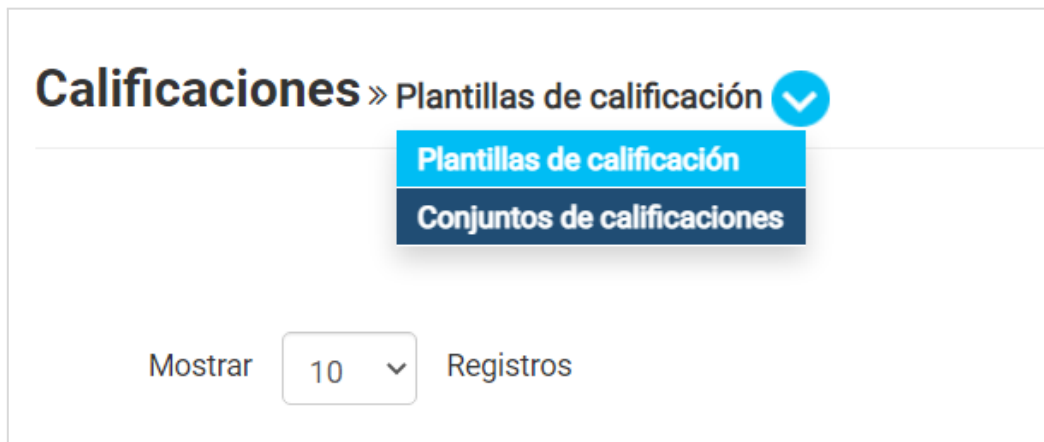 Calificaciones » Plantillas de calificación
Plantillas de calificación
Conjuntos de calificaciones
Mostrar 10 Registros